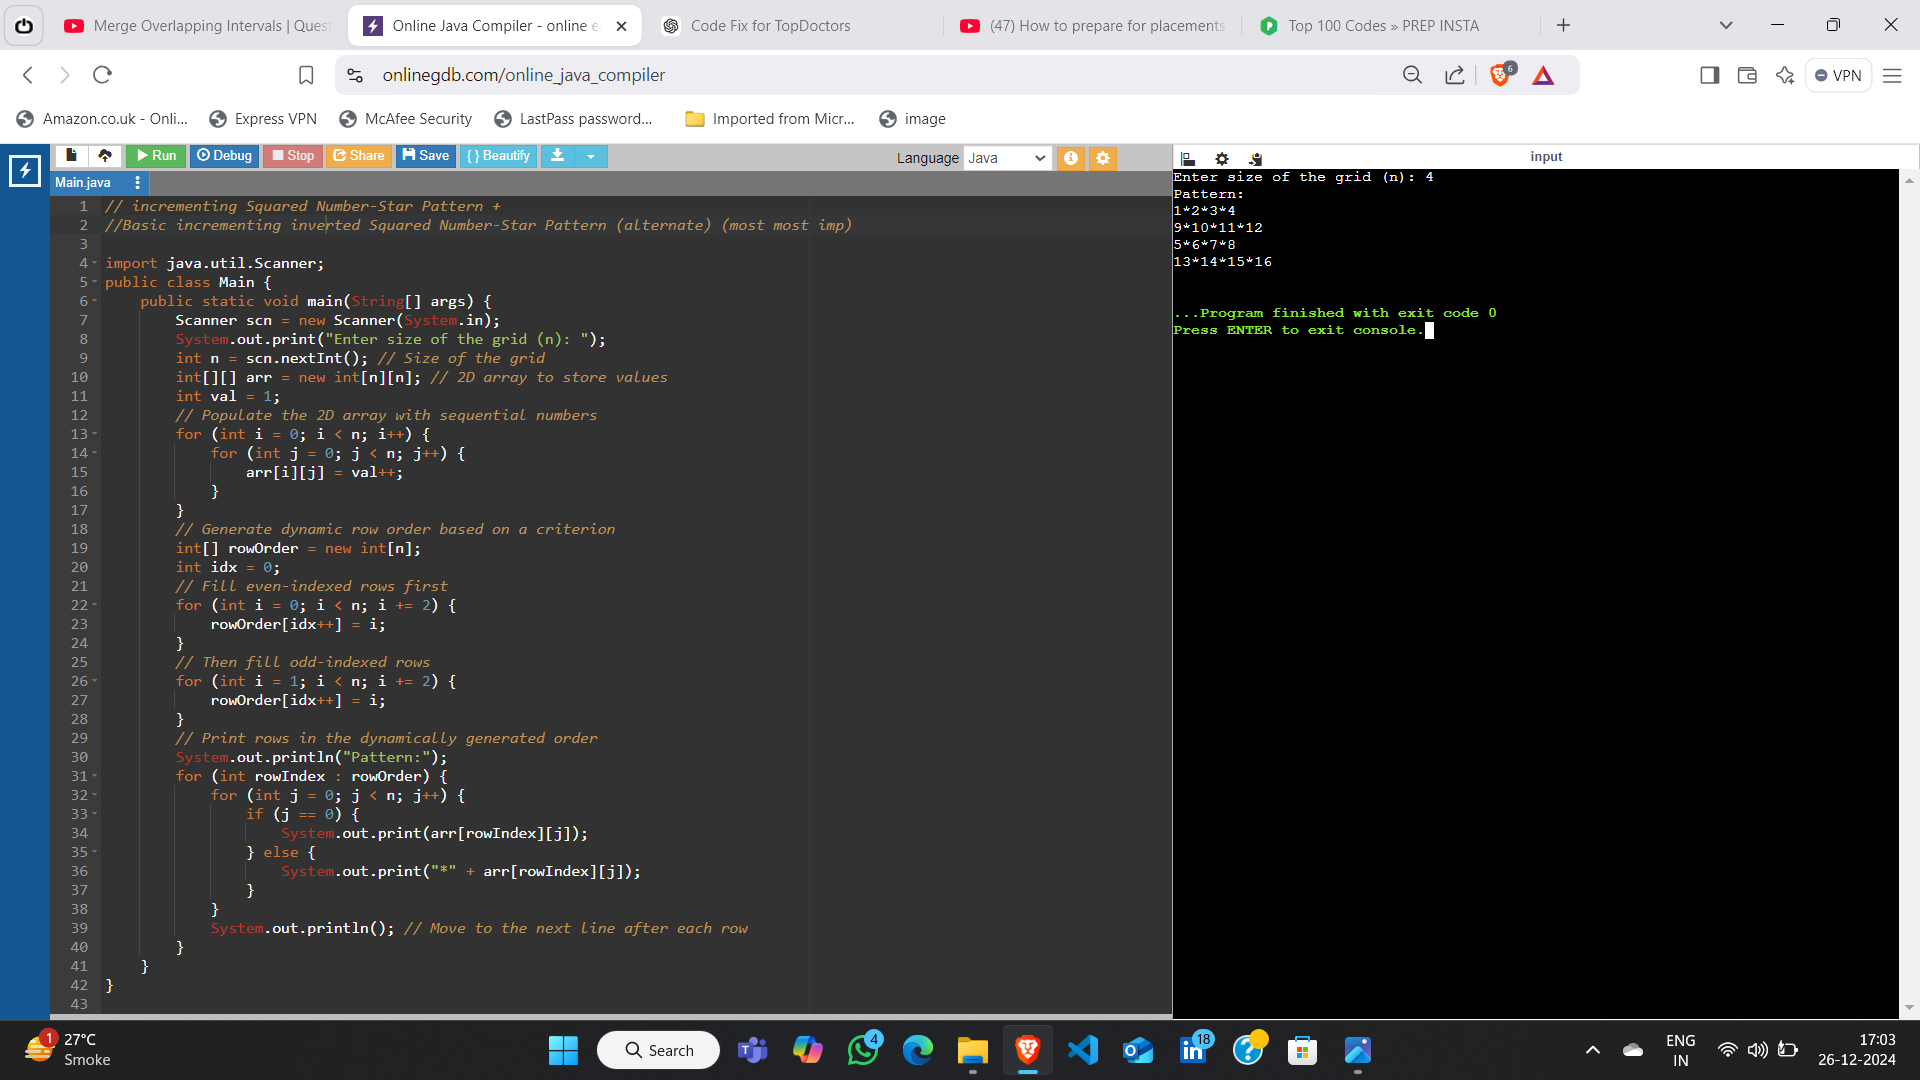 Merge Overlapping Intervals | Ques
Online Java Compiler - online e
Code Fix for TopDoctors
(47) How to prepare for placements
Top 100 Codes » PREP INSTA
onlinegdb.com/online_java_compiler
6
VPN
Amazon.co.uk - Onli...
Express VPN
McAfee Security
LastPass password...
Imported from Micr...
image
Run
Debug
Stop
Share
Save
{ } Beautify
Language
Java
input
Main.java
1 // incrementing Squared Number-Star Pattern +
2 //Basic incrementing inverted Squared Number-Star Pattern (alternate) (most most imp)
3
4 import java.util.Scanner;
5 public class Main {
6 public static void main(String[] args) {
7 Scanner scn = new Scanner(System.in);
8 System.out.print("Enter size of the grid (n): ");
9 int n = scn.nextInt(); // Size of the grid
10 int[][] arr = new int[n][n]; // 2D array to store values
11 int val = 1;
12 // Populate the 2D array with sequential numbers
13 for (int i = 0; i < n; i++) {
14 for (int j = 0; j < n; j++) {
15 arr[i][j] = val++;
16 }
17 }
18 // Generate dynamic row order based on a criterion
19 int[] rowOrder = new int[n];
20 int idx = 0;
21 // Fill even-indexed rows first
22 for (int i = 0; i < n; i += 2) {
23 rowOrder[idx++] = i;
24 }
25 // Then fill odd-indexed rows
26 for (int i = 1; i < n; i += 2) {
27 rowOrder[idx++] = i;
28 }
29 // Print rows in the dynamically generated order
30 System.out.println("Pattern:");
31 for (int rowIndex : rowOrder) {
32 for (int j = 0; j < n; j++) {
33 if (j == 0) {
34 System.out.print(arr[rowIndex][j]);
35 } else {
36 System.out.print("*" + arr[rowIndex][j]);
37 }
38 }
39 System.out.println(); // Move to the next line after each row
40 }
41 }
42 }
43
Enter size of the grid (n): 4
Pattern:
1*2*3*4
9*10*11*12
5*6*7*8
13*14*15*16
...Program finished with exit code 0
Press ENTER to exit console.
1
27°C
Smoke
Search
4
18
ENG
IN
17:03
26-12-2024